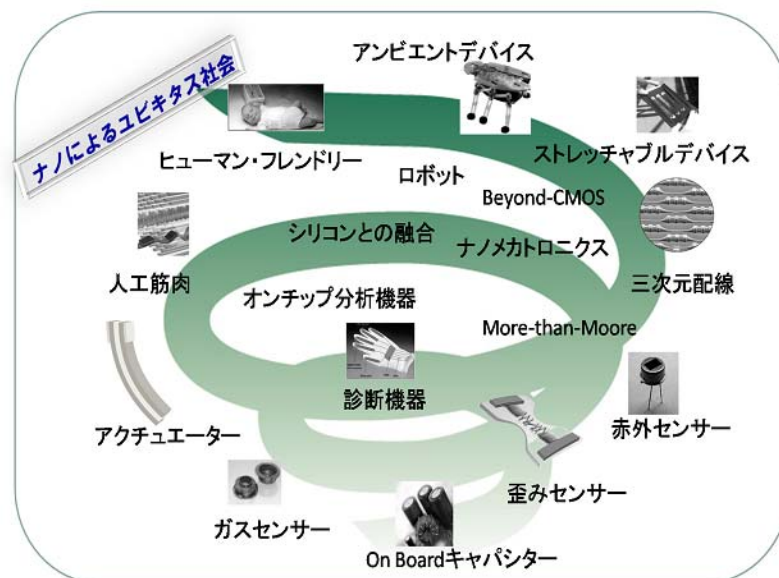 ナノによるユビキタス社会
アンビエントデバイス
ヒューマン・フレンドリー
ロボット
ストレッチャブルデバイス
Beyond-CMOS
シリコンとの融合
ナノメカトロニクス
人工筋肉
三次元配線
オンチップ分析機器
More-than-Moore
診断機器
アクチュエーター
赤外センサー
歪みセンサー
ガスセンサー
On Boardキャパシター